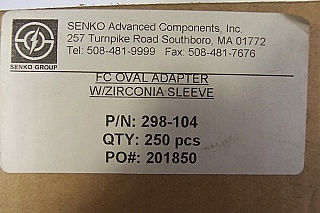 SENKO Advanced Components, Inc.
257 Turnpike Road Southboro, MA 01772
Tel: 508-481-9999 Fax: 508-481-7676
SENKO GROUP
FC OVAL ADAPTER
W/ZIRCONIA SLEEVE
P/N: 298-104
QTY: 250 pcs
PO#: 201850